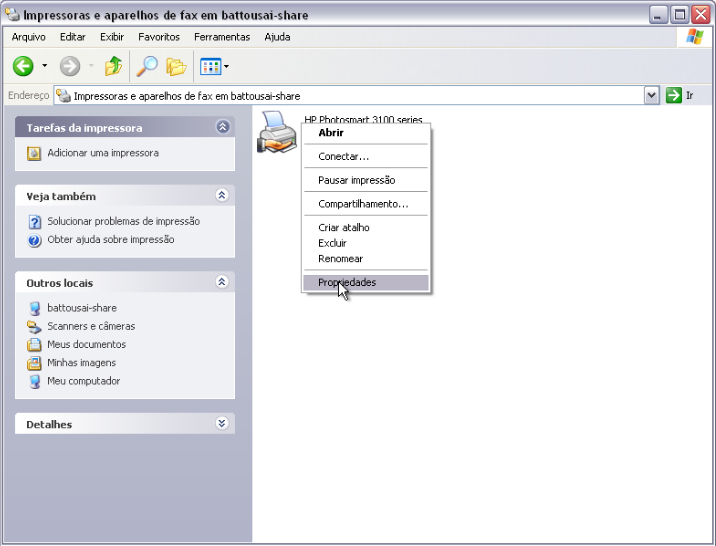 Impressoras e aparelhos de fax em battousai-share
Arquivo Editar Exibir Favoritos Ferramentas Ajuda
Endereço Impressoras e aparelhos de fax em battousai-share Ir
Tarefas da impressora
Adicionar uma impressora
Veja também
Solucionar problemas de impressão
Obter ajuda sobre impressão
Outros locais
battousai-share
Scanners e câmeras
Meus documentos
Minhas imagens
Meu computador
Detalhes
HP Photosmart 3100 series
Abrir
Conectar...
Pausar impressão
Compartilhamento...
Criar atalho
Excluir
Renomear
Propriedades